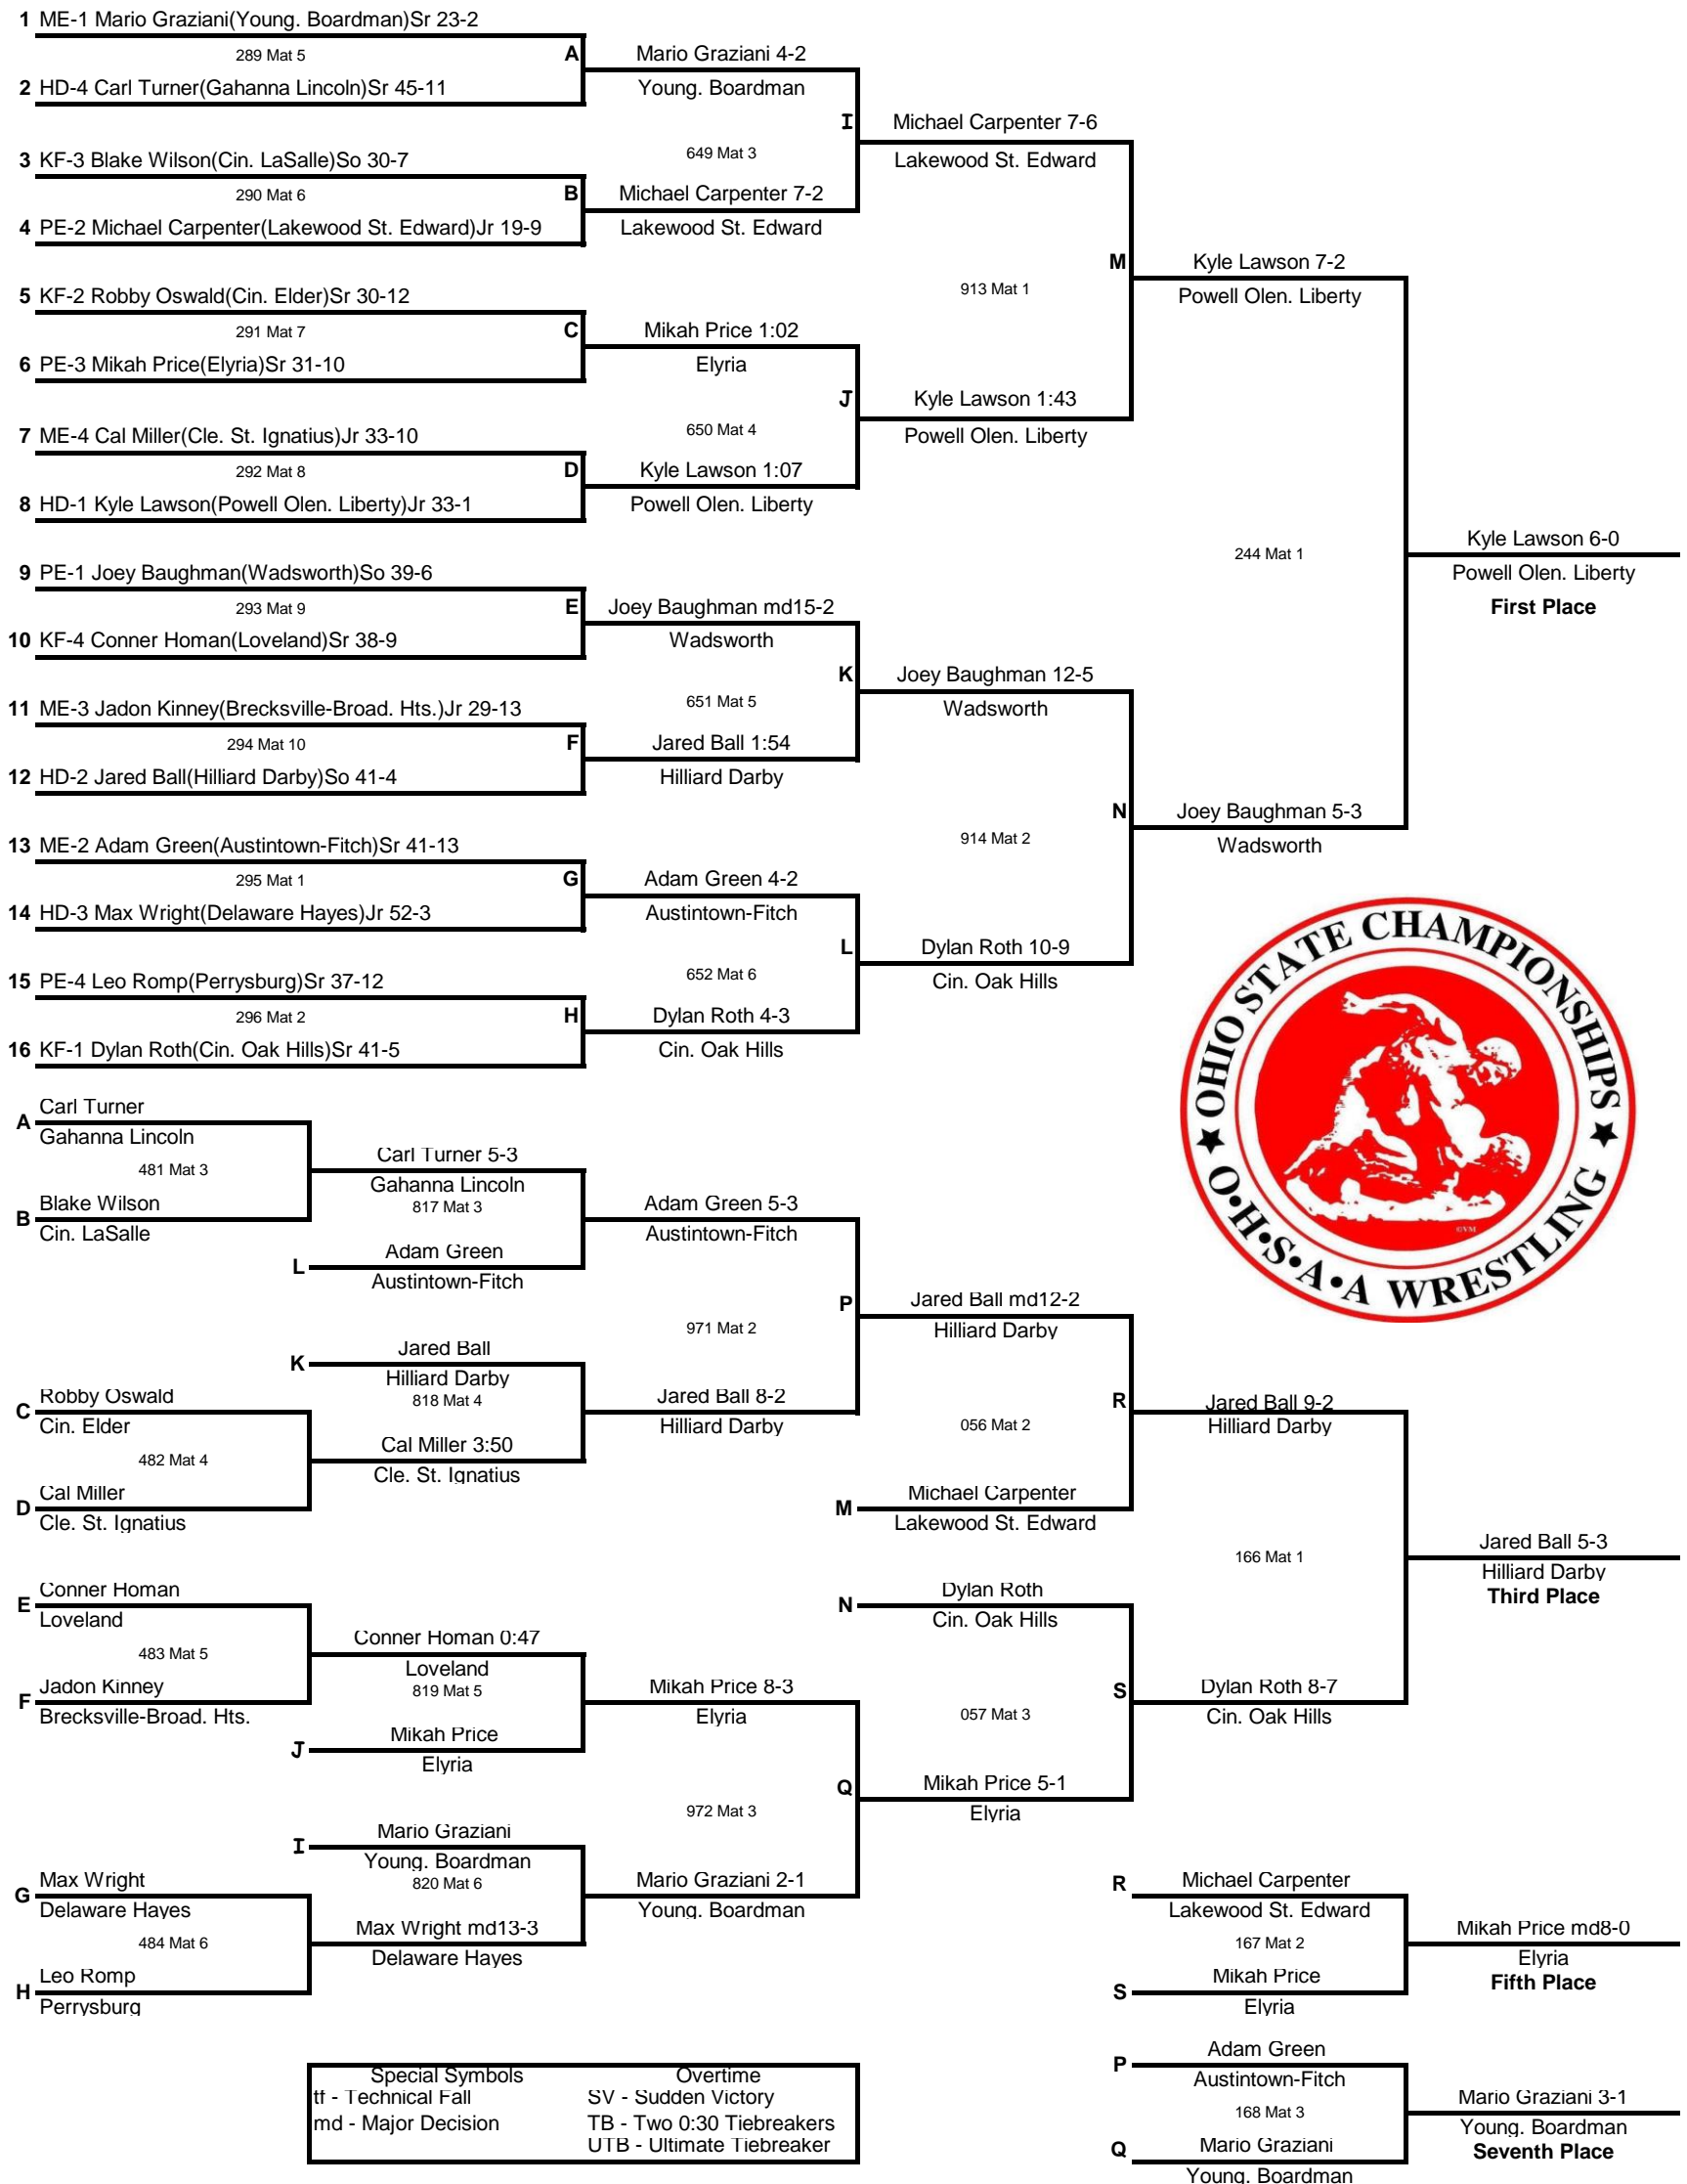 1 ME-1 Mario Graziani(Young. Boardman)Sr 23-2
289 Mat 5
A
2 HD-4 Carl Turner(Gahanna Lincoln)Sr 45-11
Mario Graziani 4-2
Young. Boardman
3 KF-3 Blake Wilson(Cin. LaSalle)So 30-7
290 Mat 6
B
4 PE-2 Michael Carpenter(Lakewood St. Edward)Jr 19-9
649 Mat 3
I
Michael Carpenter 7-2
Lakewood St. Edward
Michael Carpenter 7-6
Lakewood St. Edward
5 KF-2 Robby Oswald(Cin. Elder)Sr 30-12
291 Mat 7
C
6 PE-3 Mikah Price(Elyria)Sr 31-10
Mikah Price 1:02
Elyria
7 ME-4 Cal Miller(Cle. St. Ignatius)Jr 33-10
292 Mat 8
D
8 HD-1 Kyle Lawson(Powell Olen. Liberty)Jr 33-1
650 Mat 4
J
Kyle Lawson 1:07
Powell Olen. Liberty
Kyle Lawson 1:43
Powell Olen. Liberty
913 Mat 1
M
Kyle Lawson 7-2
Powell Olen. Liberty
9 PE-1 Joey Baughman(Wadsworth)So 39-6
293 Mat 9
E
10 KF-4 Conner Homan(Loveland)Sr 38-9
Joey Baughman md15-2
Wadsworth
11 ME-3 Jadon Kinney(Brecksville-Broad. Hts.)Jr 29-13
294 Mat 10
F
12 HD-2 Jared Ball(Hilliard Darby)So 41-4
651 Mat 5
K
Jared Ball 1:54
Hilliard Darby
Joey Baughman 12-5
Wadsworth
13 ME-2 Adam Green(Austintown-Fitch)Sr 41-13
295 Mat 1
G
14 HD-3 Max Wright(Delaware Hayes)Jr 52-3
Adam Green 4-2
Austintown-Fitch
15 PE-4 Leo Romp(Perrysburg)Sr 37-12
296 Mat 2
H
16 KF-1 Dylan Roth(Cin. Oak Hills)Sr 41-5
652 Mat 6
L
Dylan Roth 4-3
Cin. Oak Hills
Dylan Roth 10-9
Cin. Oak Hills
914 Mat 2
N
Joey Baughman 5-3
Wadsworth
244 Mat 1
Kyle Lawson 6-0
Powell Olen. Liberty
First Place
OHIO STATE CHAMPIONSHIPS
★ O•H•S•A•A WRESTLING ★
©VM
A Carl Turner
Gahanna Lincoln
481 Mat 3
B Blake Wilson
Cin. LaSalle
Carl Turner 5-3
Gahanna Lincoln
817 Mat 3
L Adam Green
Austintown-Fitch
Adam Green 5-3
Austintown-Fitch
K Jared Ball
Hilliard Darby
818 Mat 4
C Robby Oswald
Cin. Elder
482 Mat 4
D Cal Miller
Cle. St. Ignatius
Cal Miller 3:50
Cle. St. Ignatius
Jared Ball 8-2
Hilliard Darby
971 Mat 2
P
Jared Ball md12-2
Hilliard Darby
056 Mat 2
M Michael Carpenter
Lakewood St. Edward
R
Jared Ball 9-2
Hilliard Darby
E Conner Homan
Loveland
483 Mat 5
F Jadon Kinney
Brecksville-Broad. Hts.
Conner Homan 0:47
Loveland
819 Mat 5
J Mikah Price
Elyria
Mikah Price 8-3
Elyria
I Mario Graziani
Young. Boardman
820 Mat 6
G Max Wright
Delaware Hayes
484 Mat 6
H Leo Romp
Perrysburg
Max Wright md13-3
Delaware Hayes
Mario Graziani 2-1
Young. Boardman
972 Mat 3
Q
N Dylan Roth
Cin. Oak Hills
057 Mat 3
Mikah Price 5-1
Elyria
S
Dylan Roth 8-7
Cin. Oak Hills
166 Mat 1
Jared Ball 5-3
Hilliard Darby
Third Place
R Michael Carpenter
Lakewood St. Edward
167 Mat 2
S Mikah Price
Elyria
Mikah Price md8-0
Elyria
Fifth Place
P Adam Green
Austintown-Fitch
168 Mat 3
Q Mario Graziani
Young. Boardman
Mario Graziani 3-1
Young. Boardman
Seventh Place
Special Symbols
tf - Technical Fall
md - Major Decision
Overtime
SV - Sudden Victory
TB - Two 0:30 Tiebreakers
UTB - Ultimate Tiebreaker